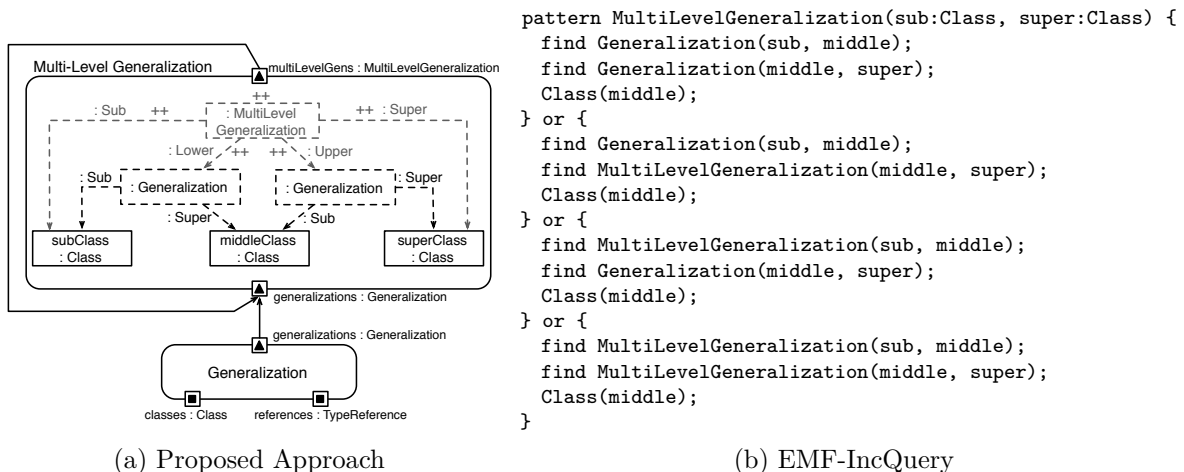 Multi-Level Generalization
multiLevelGens : MultiLevelGeneralization
++
: Sub ++
: MultiLevel
Generalization
++ : Super
: Lower ++
++ : Upper
: Sub
: Generalization
: Generalization
: Super
: Super
: Sub
subClass
: Class
middleClass
: Class
superClass
: Class
generalizations : Generalization
generalizations : Generalization
Generalization
classes : Class
references : TypeReference
(a) Proposed Approach
pattern MultiLevelGeneralization(sub:Class, super:Class) {
find Generalization(sub, middle);
find Generalization(middle, super);
Class(middle);
} or {
find Generalization(sub, middle);
find MultiLevelGeneralization(middle, super);
Class(middle);
} or {
find MultiLevelGeneralization(sub, middle);
find Generalization(middle, super);
Class(middle);
} or {
find MultiLevelGeneralization(sub, middle);
find MultiLevelGeneralization(middle, super);
Class(middle);
}
(b) EMF-IncQuery